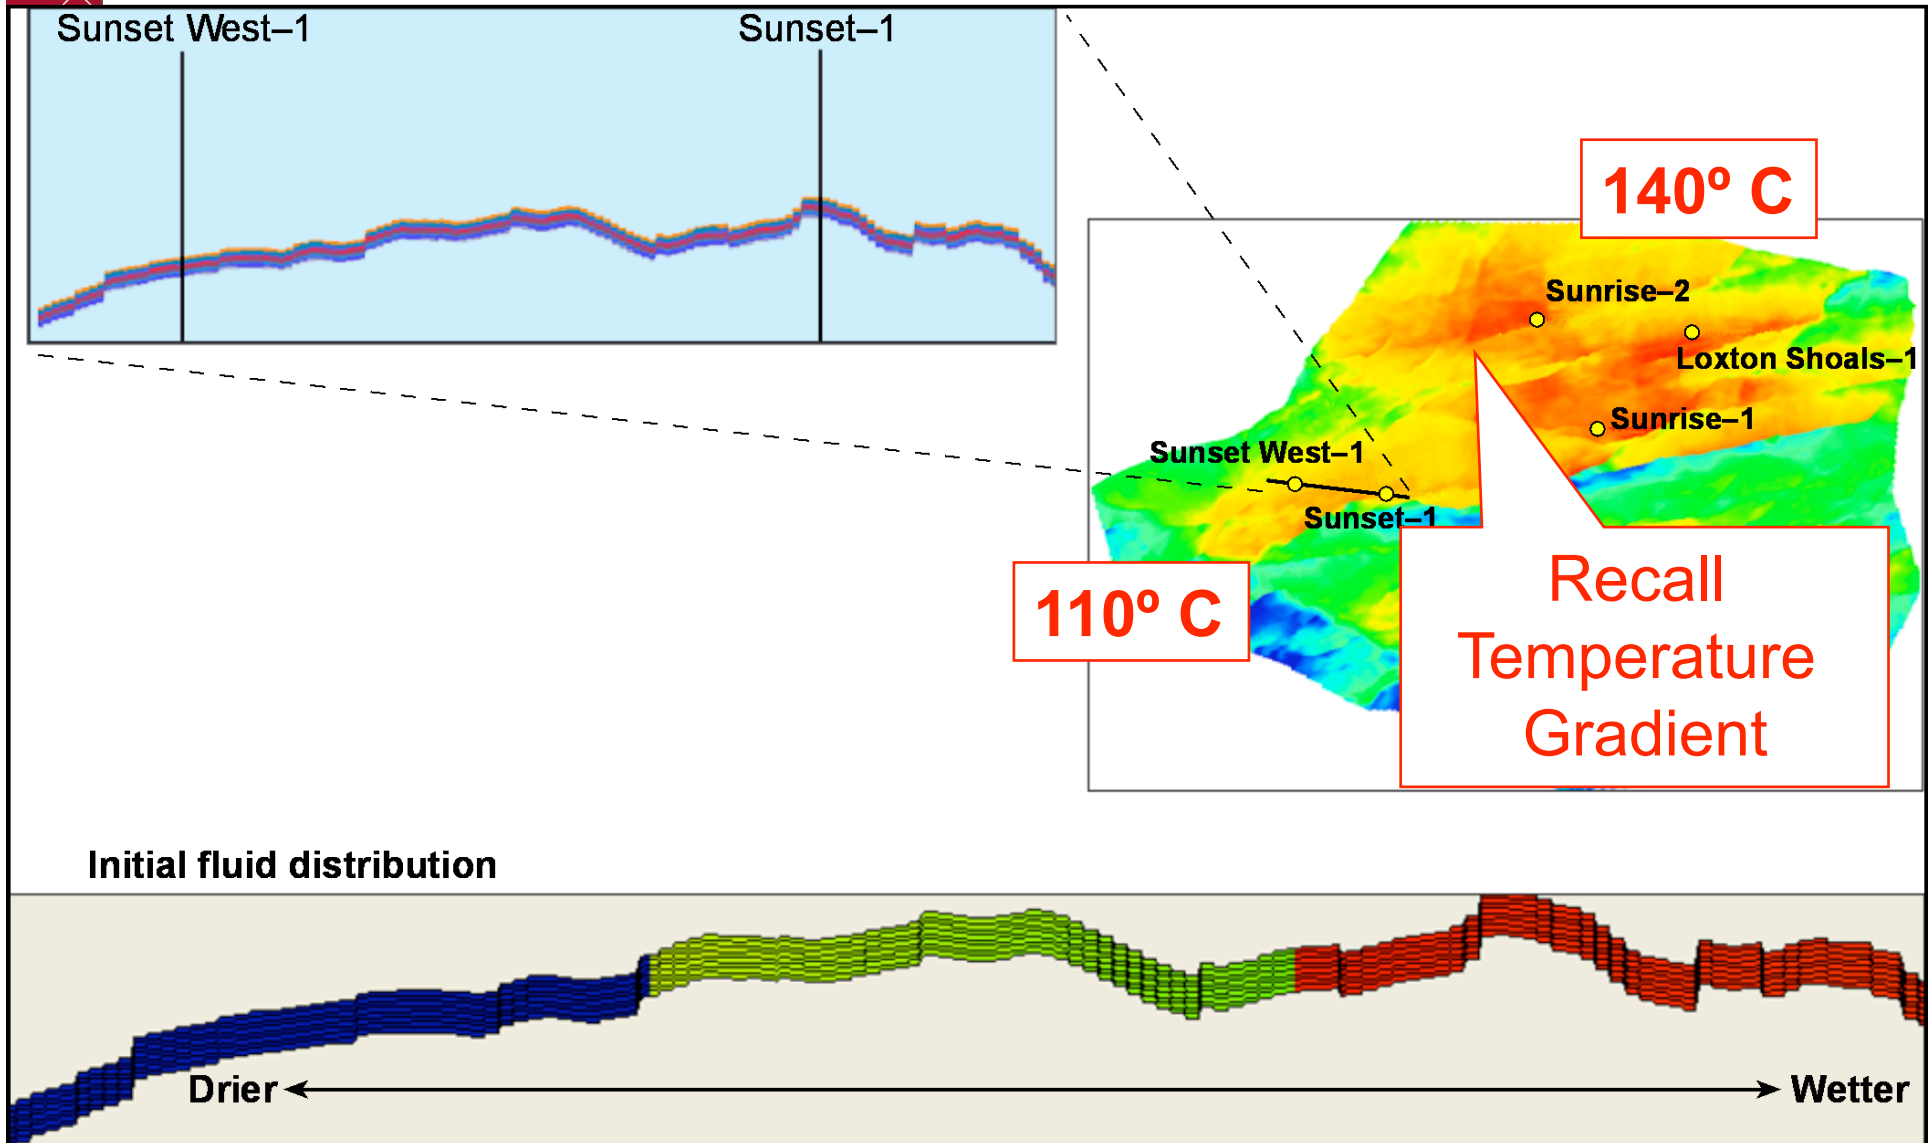 Sunset West–1
Sunset–1
140º C
Sunrise–2
Loxton Shoals–1
Sunrise–1
Sunset West–1
Sunset–1
110º C
Recall
Temperature
Gradient
Initial fluid distribution
Drier
Wetter